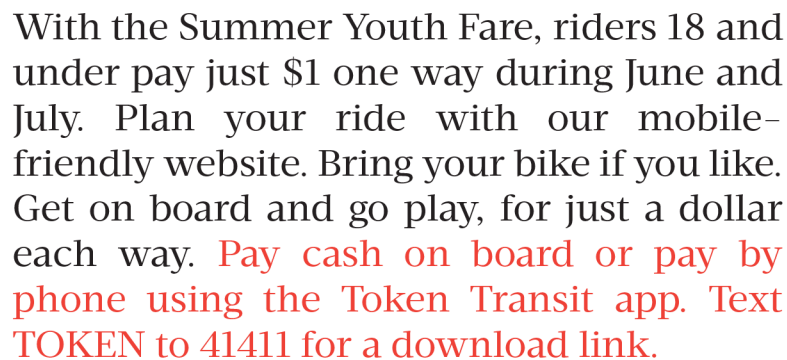 With the Summer Youth Fare, riders 18 and
under pay just $1 one way during June and
July. Plan your ride with our mobile-
friendly website. Bring your bike if you like.
Get on board and go play, for just a dollar
each way. Pay cash on board or pay by
phone using the Token Transit app. Text
TOKEN to 41411 for a download link.